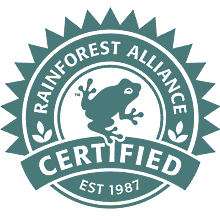 RAINFOREST ALLIANCE
™
CERTIFIED
EST 1987